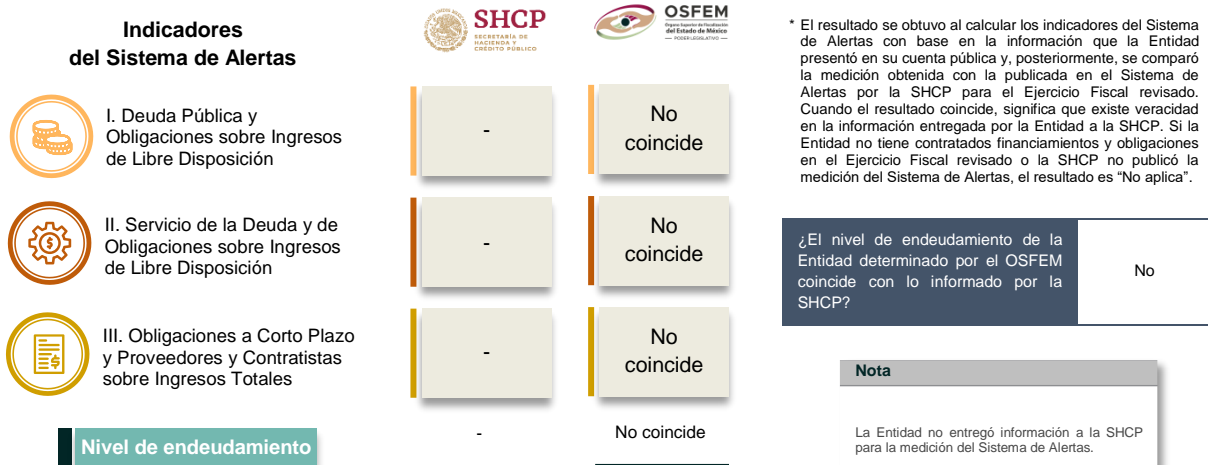 Indicadores
del Sistema de Alertas
SHCP
SECRETARÍA DE
HACIENDA Y
CRÉDITO PÚBLICO
OSFEM
Órgano Superior de Fiscalización
del Estado de México
PODER LEGISLATIVO
I. Deuda Pública y
Obligaciones sobre Ingresos
de Libre Disposición
-
No
coincide
II. Servicio de la Deuda y de
Obligaciones sobre Ingresos
de Libre Disposición
-
No
coincide
III. Obligaciones a Corto Plazo
y Proveedores y Contratistas
sobre Ingresos Totales
-
No
coincide
Nivel de endeudamiento
-
No coincide
* El resultado se obtuvo al calcular los indicadores del Sistema
de Alertas con base en la información que la Entidad
presentó en su cuenta pública y, posteriormente, se comparó
la medición obtenida con la publicada en el Sistema de
Alertas por la SHCP para el Ejercicio Fiscal revisado.
Cuando el resultado coincide, significa que existe veracidad
en la información entregada por la Entidad a la SHCP. Si la
Entidad no tiene contratados financiamientos y obligaciones
en el Ejercicio Fiscal revisado o la SHCP no publicó la
medición del Sistema de Alertas, el resultado es “No aplica”.
¿El nivel de endeudamiento de la
Entidad determinado por el OSFEM
coincide con lo informado por la
SHCP?
No
Nota
La Entidad no entregó información a la SHCP
para la medición del Sistema de Alertas.